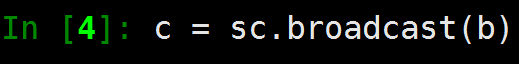 In [4]: c = sc.broadcast(b)